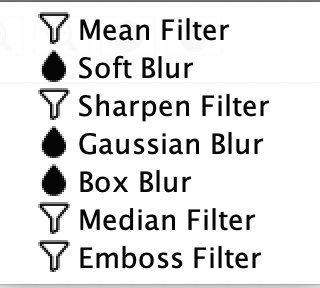 Mean Filter
Soft Blur
Sharpen Filter
Gaussian Blur
Box Blur
Median Filter
Emboss Filter